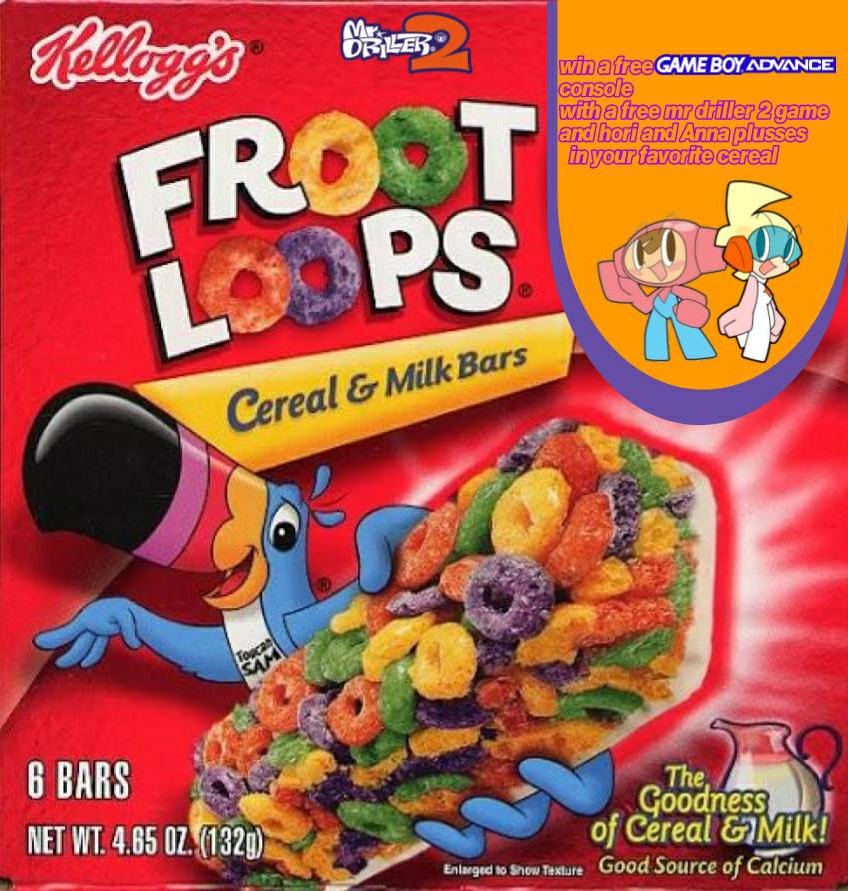 Kellogg's ®
Mr. DRILLER 2
win a free GAME BOY ADVANCE
console
with a free mr driller 2 game
and hori and Anna plusses
in your favorite cereal
FROOT
LOOPS ®
Cereal & Milk Bars
®
TOUCAN
SAM
6 BARS
NET WT. 4.65 OZ. (132g)
The
Goodness
of Cereal & Milk!
Enlarged to Show Texture
Good Source of Calcium